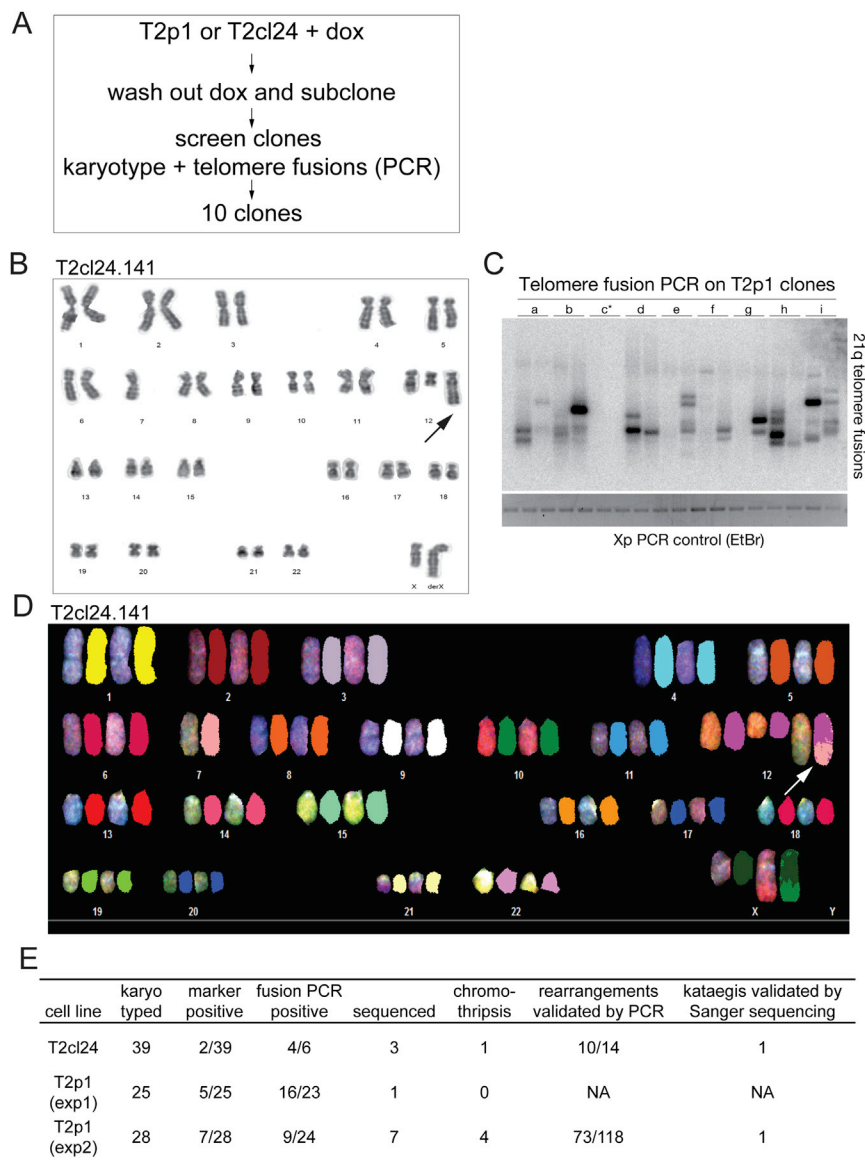 A
T2p1 or T2cl24 + dox
wash out dox and subclone
screen clones
karyotype + telomere fusions (PCR)
10 clones
B
T2cl24.141
1 2 3 4 5
6 7 8 9 10 11 12
13 14 15 16 17 18
19 20 21 22 X derX
C
Telomere fusion PCR on T2p1 clones
a b c* d e f g h i
21q telomere fusions
Xp PCR control (EtBr)
D
T2cl24.141
1 2 3 4 5
6 7 8 9 10 11 12
13 14 15 16 17 18
19 20 21 22 X Y
E
cell line karyo typed marker positive fusion PCR positive sequenced chromo- thripsis rearrangements validated by PCR kataegis validated by Sanger sequencing
T2cl24 39 2/39 4/6 3 1 10/14 1
T2p1 (exp1) 25 5/25 16/23 1 0 NA NA
T2p1 (exp2) 28 7/28 9/24 7 4 73/118 1